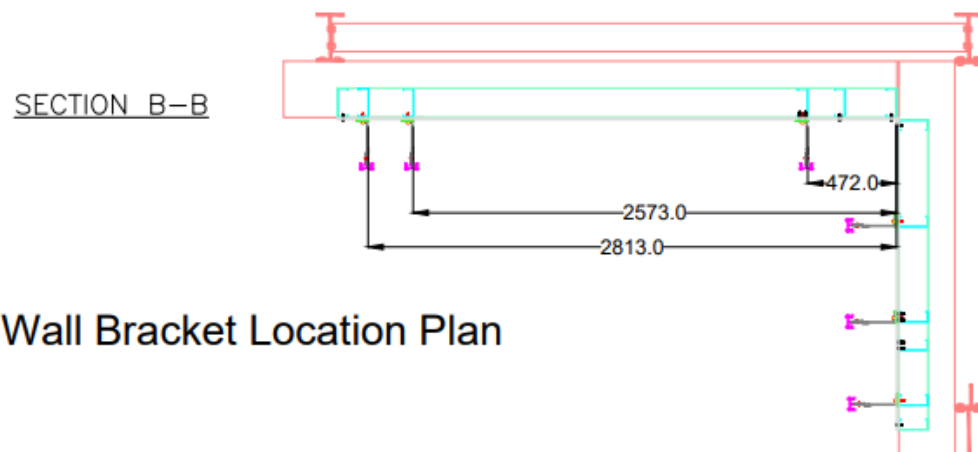 SECTION B-B
472.0
2573.0
2813.0
Wall Bracket Location Plan